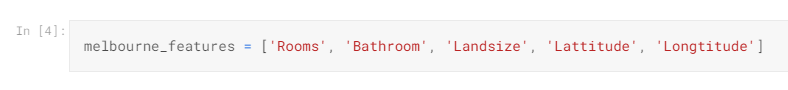 In [4]:
melbourne_features = ['Rooms', 'Bathroom', 'Landsize', 'Lattitude', 'Longtitude']